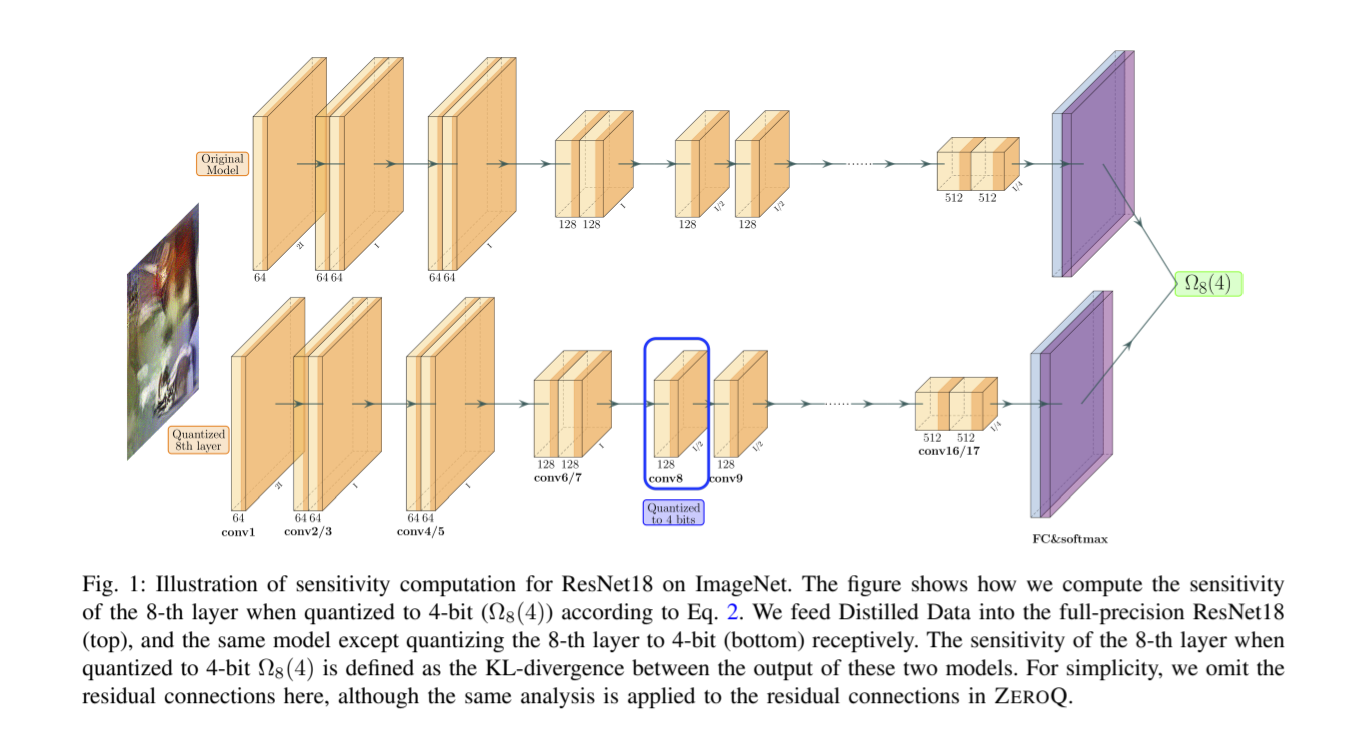 Original
Model
64
21
64 64
1
64 64
1
128 128
1
128
1/2
128
1/2
512 512
1/4
Ω8(4)
Quantized
8th layer
64
21
conv1
64 64
1
conv2/3
64 64
1
conv4/5
128 128
1
conv6/7
128
1/2
conv8
128
1/2
conv9
Quantized
to 4 bits
512 512
1/4
conv16/17
FC&softmax
Fig. 1: Illustration of sensitivity computation for ResNet18 on ImageNet. The figure shows how we compute the sensitivity
of the 8-th layer when quantized to 4-bit (Ω8(4)) according to Eq. 2. We feed Distilled Data into the full-precision ResNet18
(top), and the same model except quantizing the 8-th layer to 4-bit (bottom) receptively. The sensitivity of the 8-th layer when
quantized to 4-bit Ω8(4) is defined as the KL-divergence between the output of these two models. For simplicity, we omit the
residual connections here, although the same analysis is applied to the residual connections in ZEROQ.